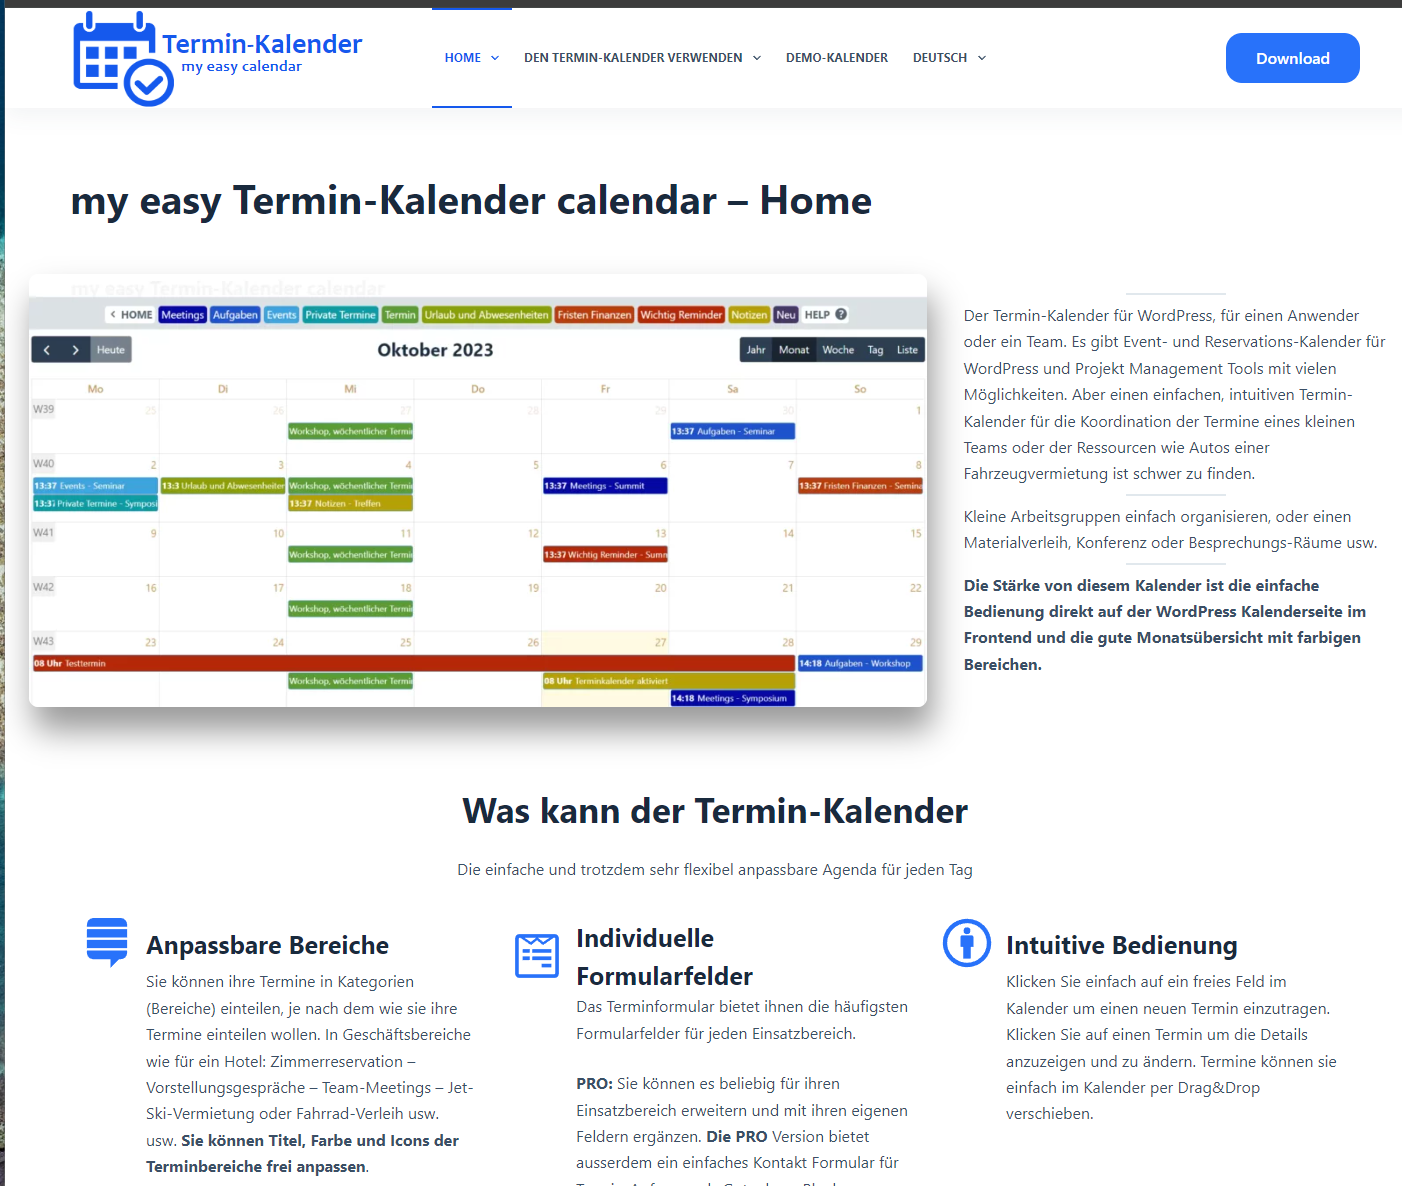 Termin-Kalender
my easy calendar
HOME
DEN TERMIN-KALENDER VERWENDEN
DEMO-KALENDER
DEUTSCH
Download
my easy Termin-Kalender calendar – Home
my easy Termin-Kalender calendar
HOME Meetings Aufgaben Events Private Termine Termin Urlaub und Abwesenheiten Fristen Finanzen Wichtig Reminder Notizen Neu HELP ?
Heute
Oktober 2023
Jahr Monat Woche Tag Liste
Mo Di Mi Do Fr Sa So
W39 25 26 27 28 29 30 1
Workshop, wöchentlicher Termi
13:37 Aufgaben - Seminar
W40 2 3 4 5 6 7 8
13:37 Events - Seminar
13:3 Urlaub und Abwesenheiten
Workshop, wöchentlicher Termi
13:37 Meetings - Summit
13:37 Fristen Finanzen - Semina
13:37 Private Termine - Symposi
13:37 Notizen - Treffen
W41 9 10 11 12 13 14 15
Workshop, wöchentlicher Termi
13:37 Wichtig Reminder - Summ
W42 16 17 18 19 20 21 22
Workshop, wöchentlicher Termi
W43 23 24 25 26 27 28 29
08 Uhr Testtermin
14:18 Aufgaben - Workshop
Workshop, wöchentlicher Termi
08 Uhr Terminkalender aktiviert
14:18 Meetings - Symposium
Der Termin-Kalender für WordPress, für einen Anwender
oder ein Team. Es gibt Event- und Reservations-Kalender für
WordPress und Projekt Management Tools mit vielen
Möglichkeiten. Aber einen einfachen, intuitiven Termin-
Kalender für die Koordination der Termine eines kleinen
Teams oder der Ressourcen wie Autos einer
Fahrzeugvermietung ist schwer zu finden.
Kleine Arbeitsgruppen einfach organisieren, oder einen
Materialverleih, Konferenz oder Besprechungs-Räume usw.
Die Stärke von diesem Kalender ist die einfache
Bedienung direkt auf der WordPress Kalenderseite im
Frontend und die gute Monatsübersicht mit farbigen
Bereichen.
Was kann der Termin-Kalender
Die einfache und trotzdem sehr flexibel anpassbare Agenda für jeden Tag
Anpassbare Bereiche
Sie können ihre Termine in Kategorien
(Bereiche) einteilen, je nach dem wie sie ihre
Termine einteilen wollen. In Geschäftsbereiche
wie für ein Hotel: Zimmerreservation –
Vorstellungsgespräche – Team-Meetings – Jet-
Ski-Vermietung oder Fahrrad-Verleih usw.
usw. Sie können Titel, Farbe und Icons der
Terminbereiche frei anpassen.
Individuelle
Formularfelder
Das Terminformular bietet ihnen die häufigsten
Formularfelder für jeden Einsatzbereich.
PRO: Sie können es beliebig für ihren
Einsatzbereich erweitern und mit ihren eigenen
Feldern ergänzen. Die PRO Version bietet
ausserdem ein einfaches Kontakt Formular für
Intuitive Bedienung
Klicken Sie einfach auf ein freies Feld im
Kalender um einen neuen Termin einzutragen.
Klicken Sie auf einen Termin um die Details
anzuzeigen und zu ändern. Termine können sie
einfach im Kalender per Drag&Drop
verschieben.